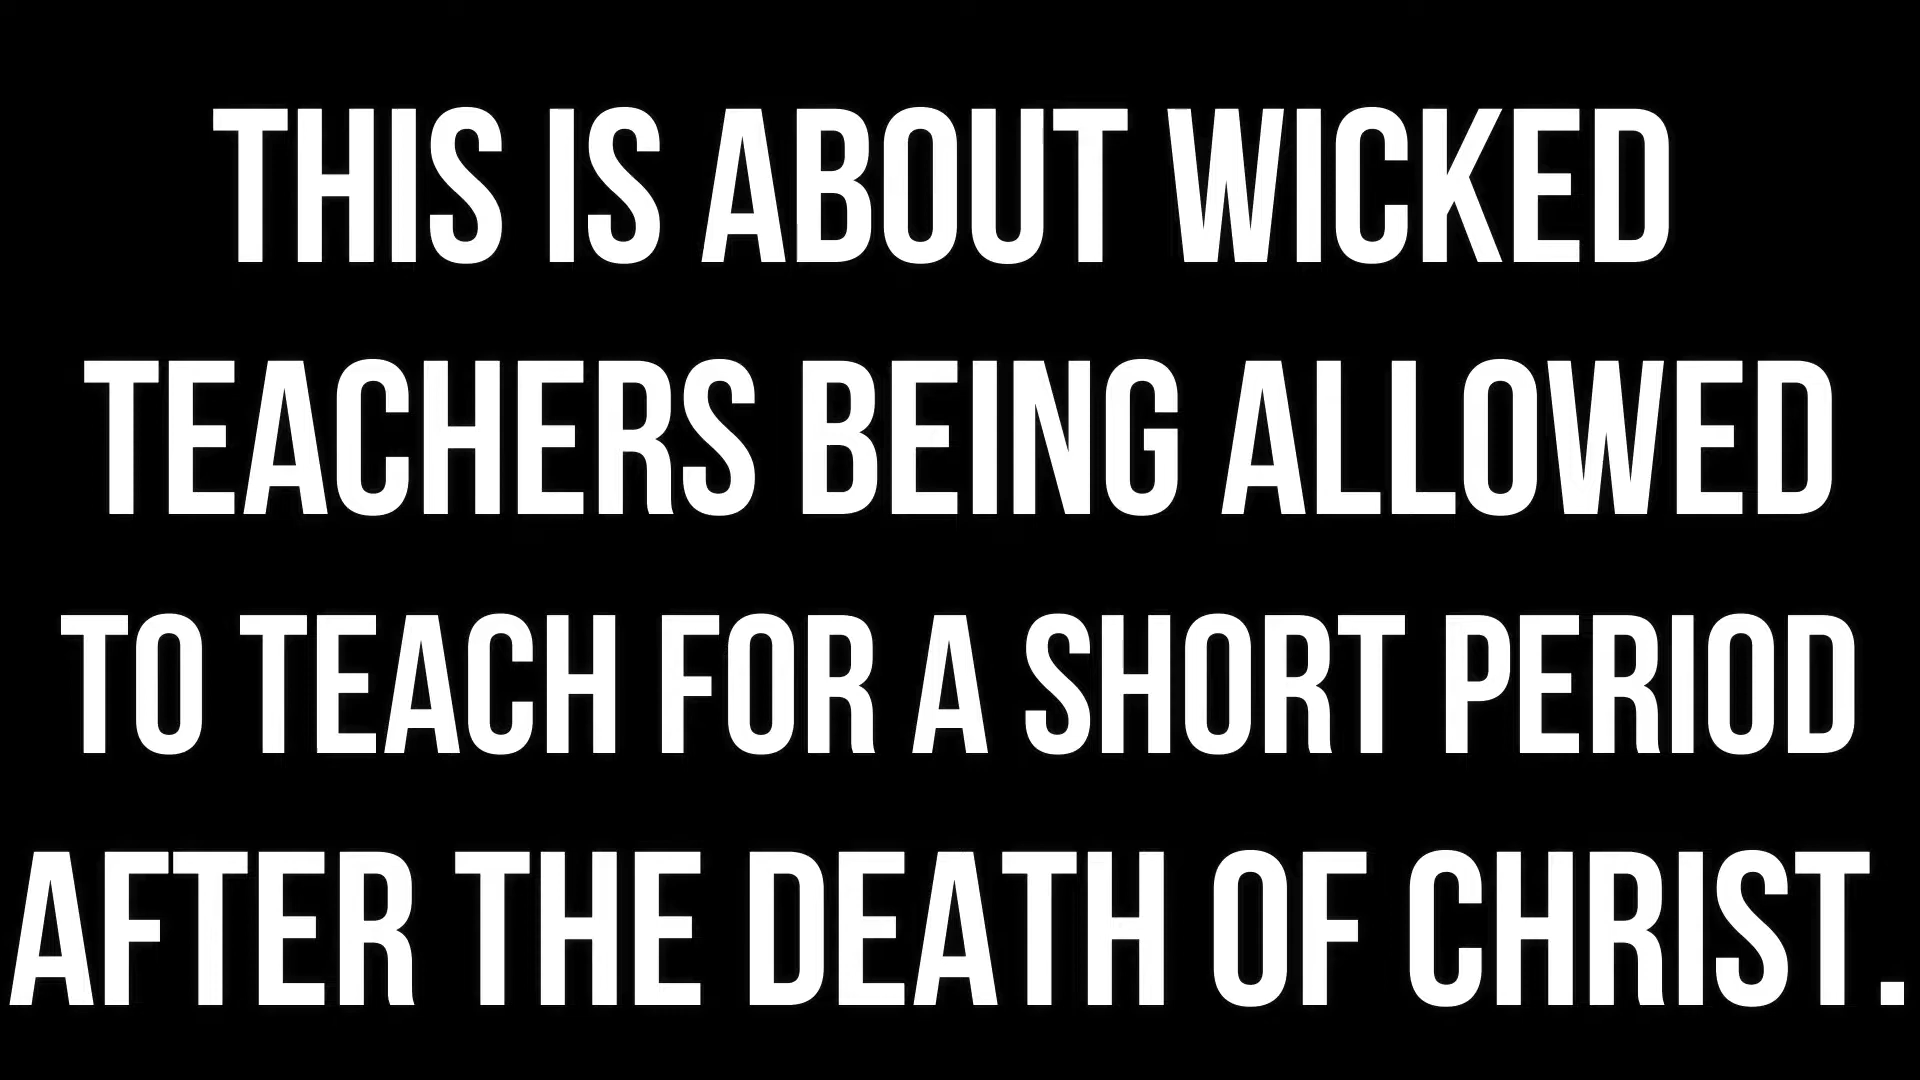 THIS IS ABOUT WICKED
TEACHERS BEING ALLOWED
TO TEACH FOR A SHORT PERIOD
AFTER THE DEATH OF CHRIST.